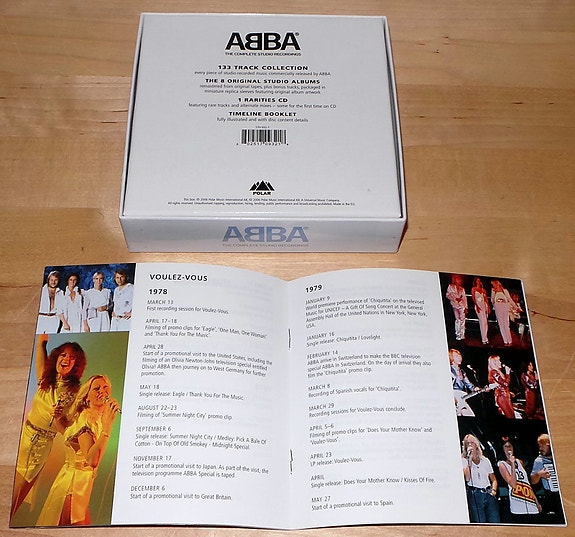 ABBA
THE COMPLETE STUDIO RECORDINGS
133 TRACK COLLECTION
every piece of studio-recorded music commercially released by ABBA
THE 8 ORIGINAL STUDIO ALBUMS
remastered from original tapes, plus bonus tracks, packaged in
miniature replica sleeves featuring original album artwork
1 RARITIES CD
featuring rare tracks and alternate mixes – some for the first time on CD
TIMELINE BOOKLET
fully illustrated and with disc content details
POLAR
ABBA
THE COMPLETE STUDIO RECORDINGS
VOULEZ-VOUS
1978
MARCH 13
First recording session for Voulez-Vous.
APRIL 17–18
Filming of promo clips for 'Eagle', 'One Man, One Woman'
and 'Thank You For The Music'.
APRIL 28
Start of a promotional visit to the United States, including the
filming of an Olivia Newton-John television special entitled
Olivia! ABBA then journey on to West Germany for further
promotion.
MAY 18
Single release: Eagle / Thank You For The Music.
AUGUST 22–23
Filming of 'Summer Night City' promo clip.
SEPTEMBER 6
Single release: Summer Night City / Medley: Pick A Bale Of
Cotton - On Top Of Old Smokey - Midnight Special.
NOVEMBER 17
Start of a promotional visit to Japan. As part of the visit, the
television programme ABBA Special is taped.
DECEMBER 6
Start of a promotional visit to Great Britain.
1979
JANUARY 9
World premiere performance of 'Chiquitita' on the televised
Music for UNICEF – A Gift Of Song Concert at the General
Assembly Hall of the United Nations in New York, New York,
USA.
JANUARY 16
Single release: Chiquitita / Lovelight.
FEBRUARY 14
ABBA arrive in Switzerland to make the BBC television
special ABBA In Switzerland. On the day of arrival they also
film the 'Chiquitita' promo clip.
MARCH 8
Recording of Spanish vocals for 'Chiquitita'.
MARCH 29
Recording sessions for Voulez-Vous conclude.
APRIL 5–6
Filming of promo clips for 'Does Your Mother Know' and
'Voulez-Vous'.
APRIL 23
LP release: Voulez-Vous.
APRIL
Single release: Does Your Mother Know / Kisses Of Fire.
MAY 27
Start of a promotional visit to Spain.